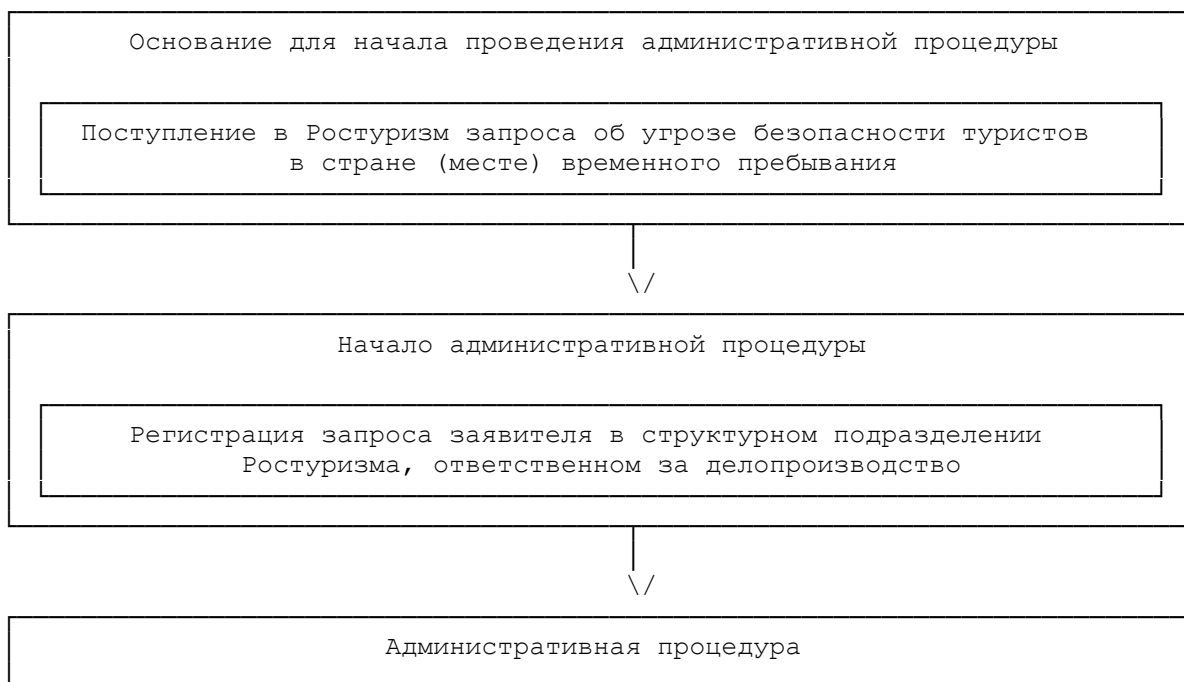 Основание для начала проведения административной процедуры
Поступление в Ростуризм запроса об угрозе безопасности туристов
в стране (месте) временного пребывания
Начало административной процедуры
Регистрация запроса заявителя в структурном подразделении
Ростуризма, ответственном за делопроизводство
Административная процедура